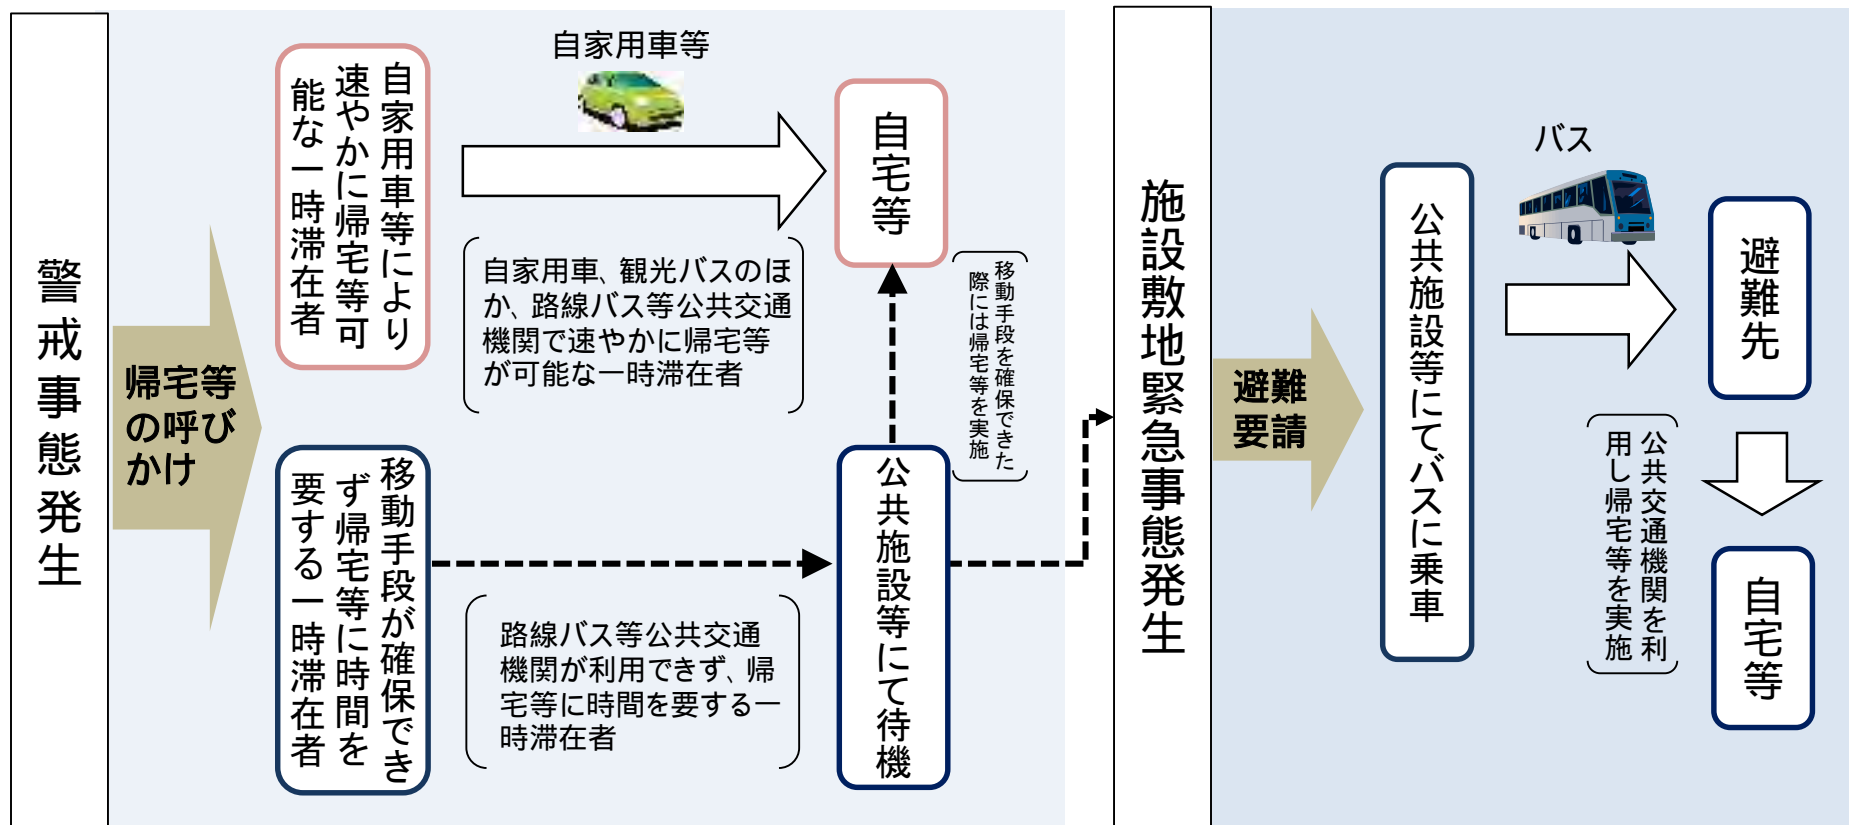 警戒事態発生
帰宅等
の呼び
かけ
自家用車等により
速やかに帰宅等可
能な一時滞在者
自家用車等
自宅等
自家用車、観光バスのほ
か、路線バス等公共交通
機関で速やかに帰宅等
が可能な一時滞在者
移動手段を確保できた
際には帰宅等を実施
移動手段が確保でき
ず帰宅等に時間を
要する一時滞在者
路線バス等公共交通
機関が利用できず、帰
宅等に時間を要する一
時滞在者
公共施設等にて待機
施設敷地緊急事態発生
避難
要請
公共施設等にてバスに乗車
バス
避難先
公共交通機関を利
用し帰宅等を実施
自宅等